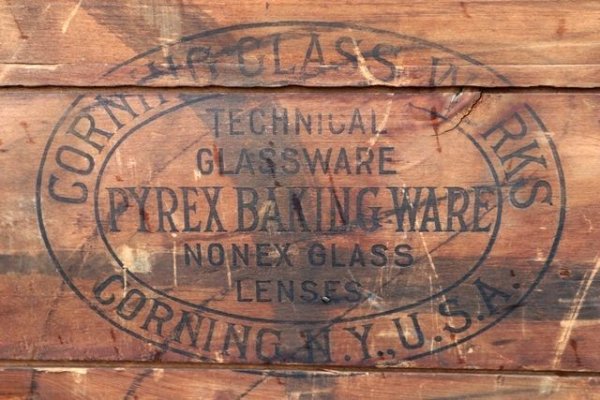 CORNING GLASS WORKS
TECHNICAL
GLASSWARE
PYREX BAKING WARE
NONEX GLASS
LENSES
CORNING, N.Y., U.S.A.